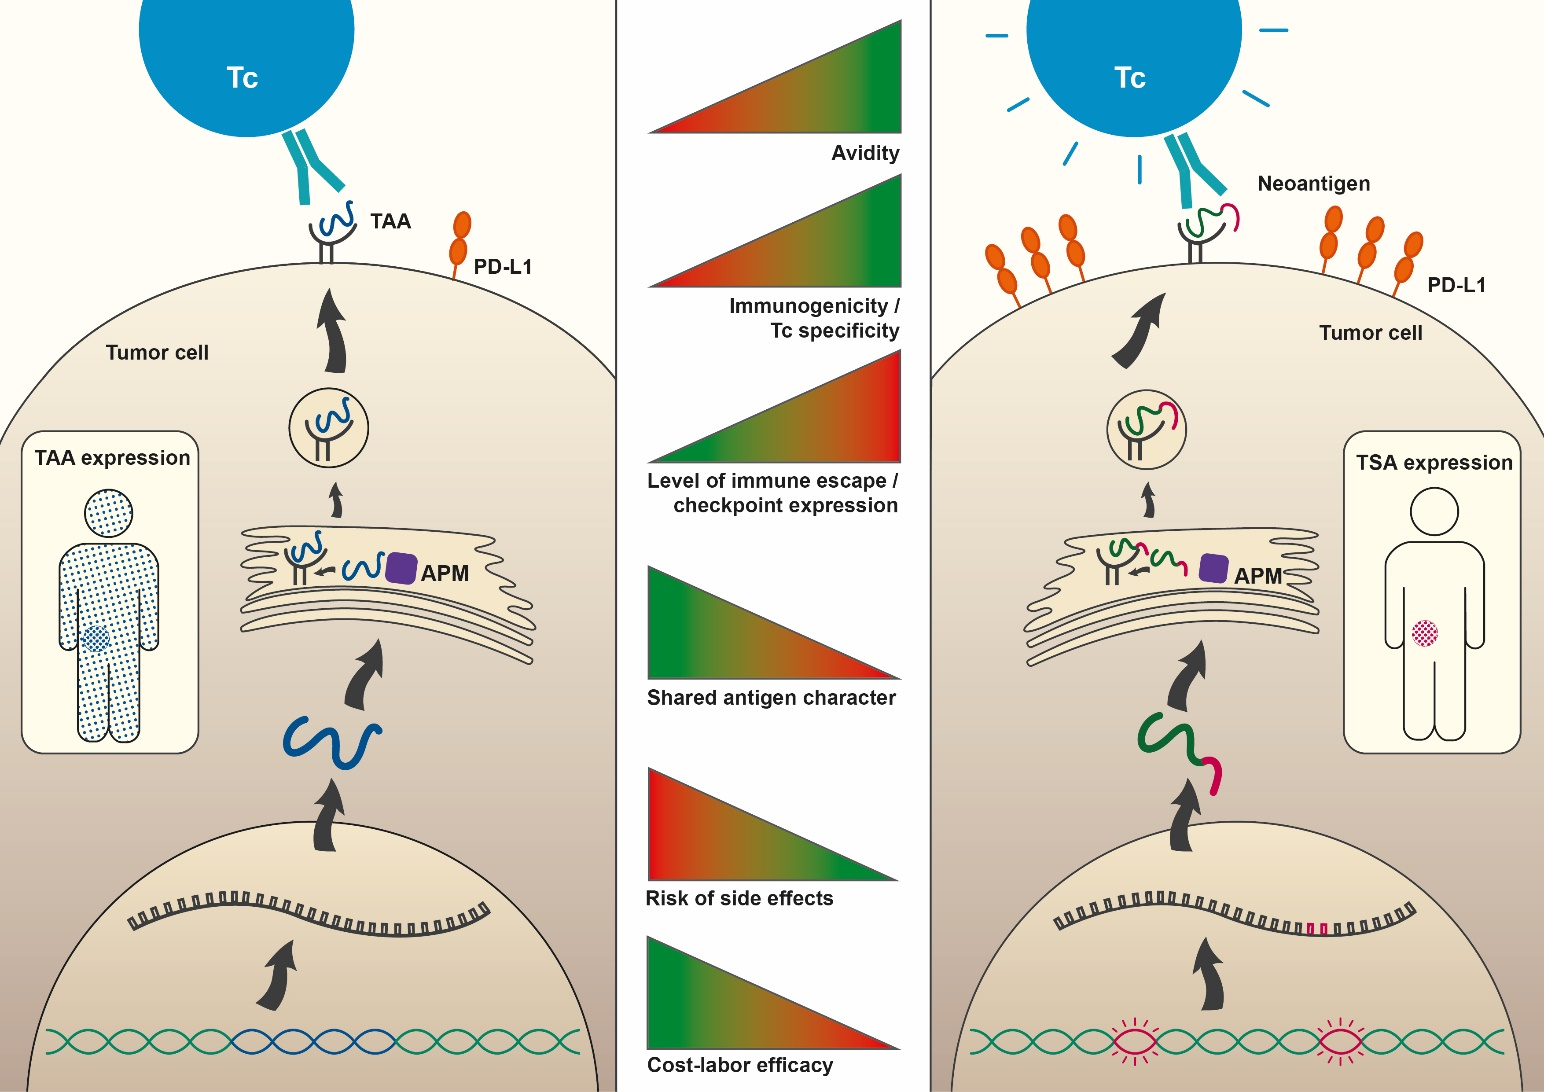 Tc
TAA
PD-L1
Tumor cell
TAA expression
APM
Avidity
Immunogenicity /
Tc specificity
Level of immune escape /
checkpoint expression
Shared antigen character
Risk of side effects
Cost-labor efficacy
Tc
Neoantigen
PD-L1
Tumor cell
TSA expression
APM